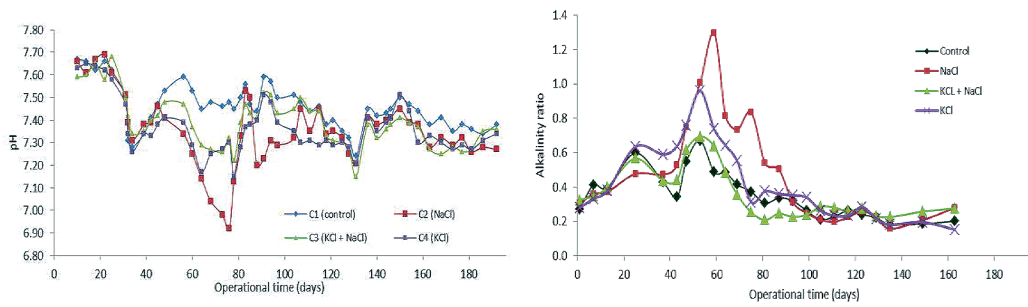 7.80
7.70
7.60
7.50
7.40
7.30
7.20
7.10
7.00
6.90
6.80
pH
0 20 40 60 80 100 120 140 160 180
Operational time (days)
C1 (control)
C2 (NaCl)
C3 (KCl + NaCl)
C4 (KCl)
1.4
1.2
1.0
0.8
0.6
0.4
0.2
0.0
Alkalinity ratio
0 20 40 60 80 100 120 140 160 180
Operational time (days)
Control
NaCl
KCL + NaCl
KCl